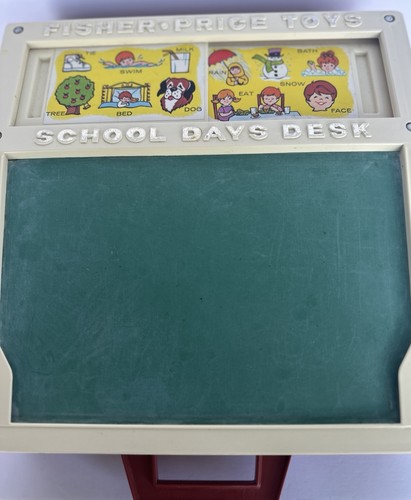 FISHER·PRICE TOYS
TIE SWIM MILK
TREE BED DOG
RAIN SNOW BATH
EAT FACE
SCHOOL DAYS DESK